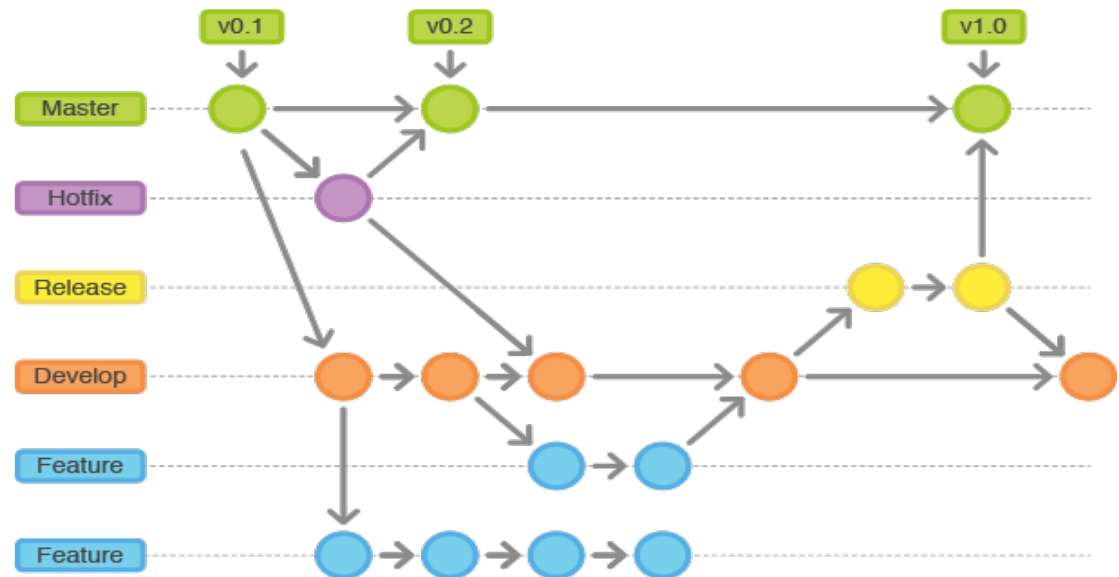 v0.1
v0.2
v1.0
Master
Hotfix
Release
Develop
Feature
Feature